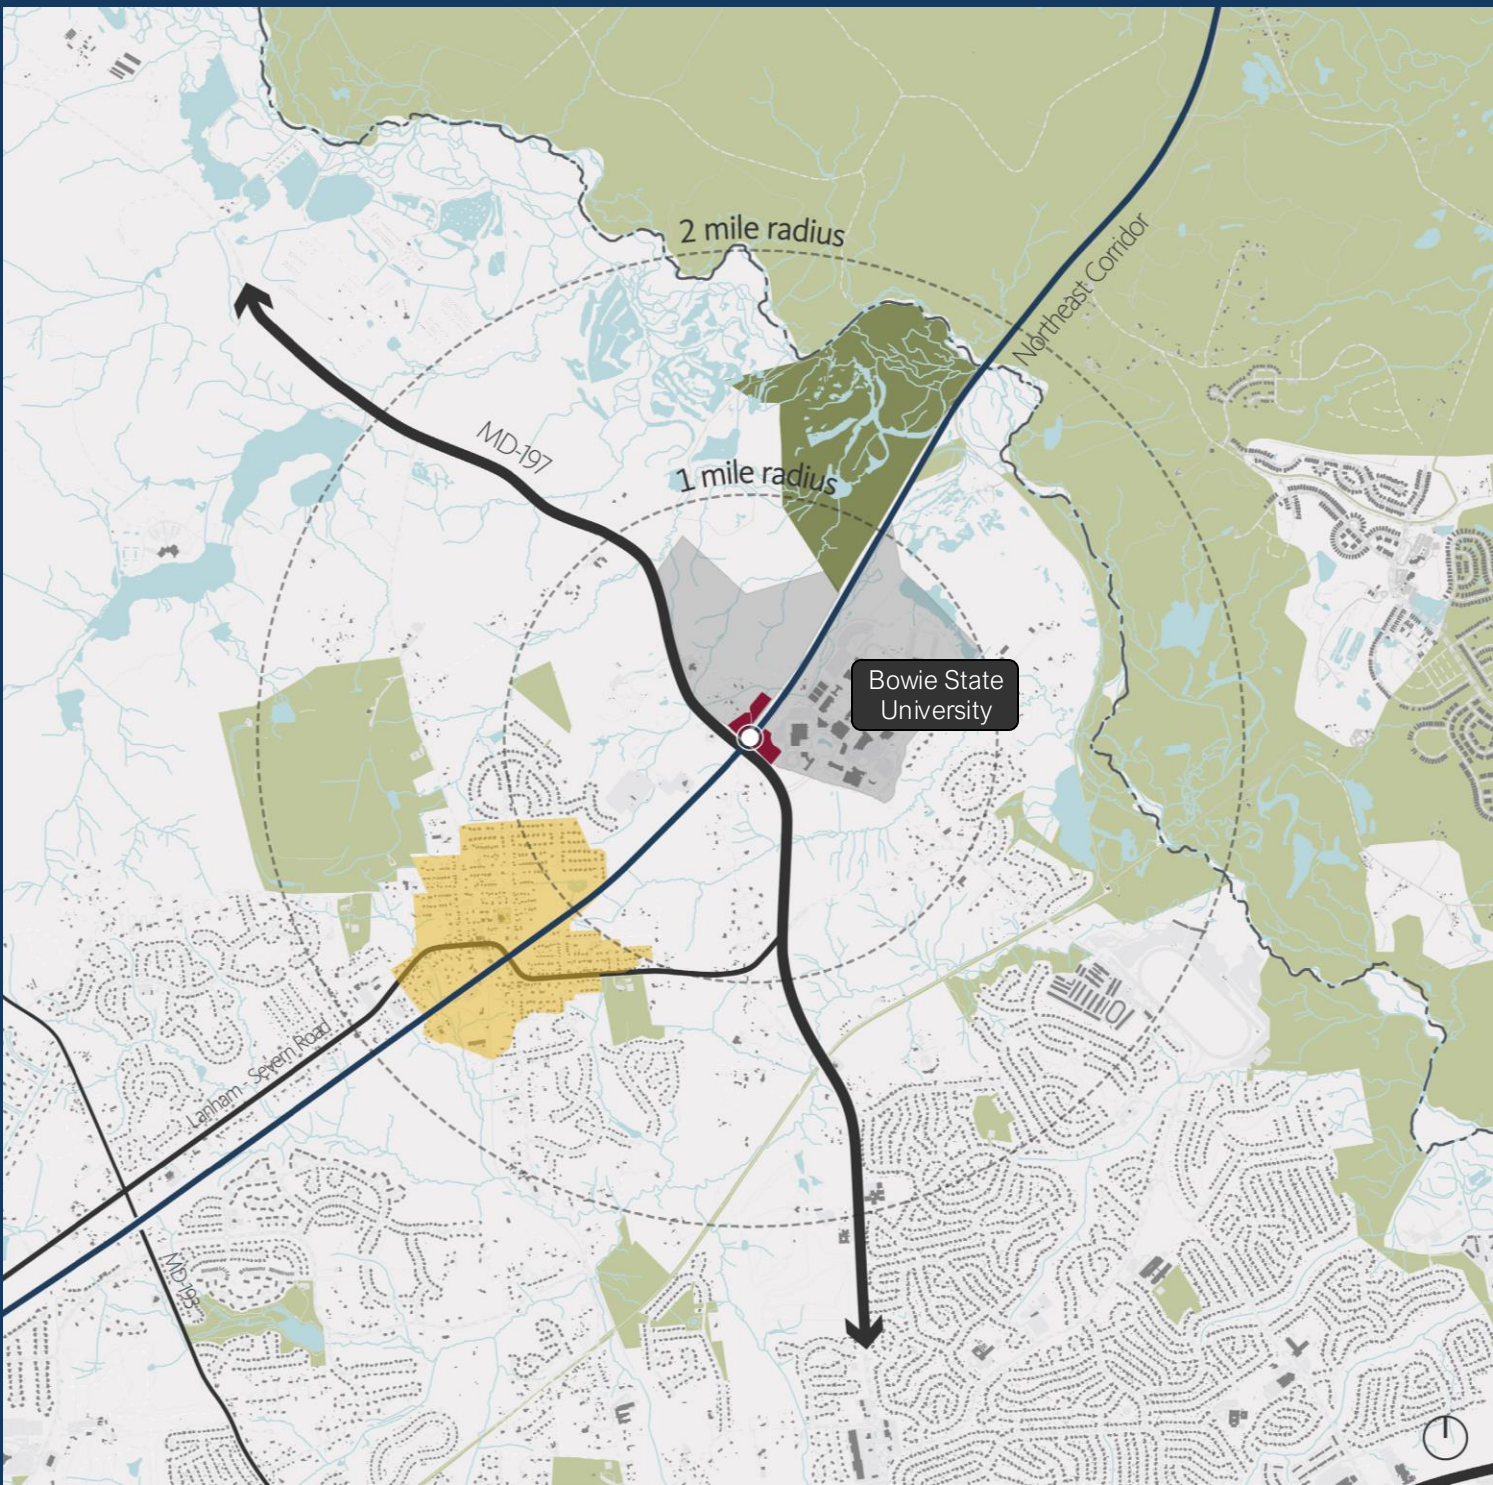 2 mile radius
Northeast Corridor
MD-197
1 mile radius
Bowie State
University
Lanham - Severn Road
MD-193